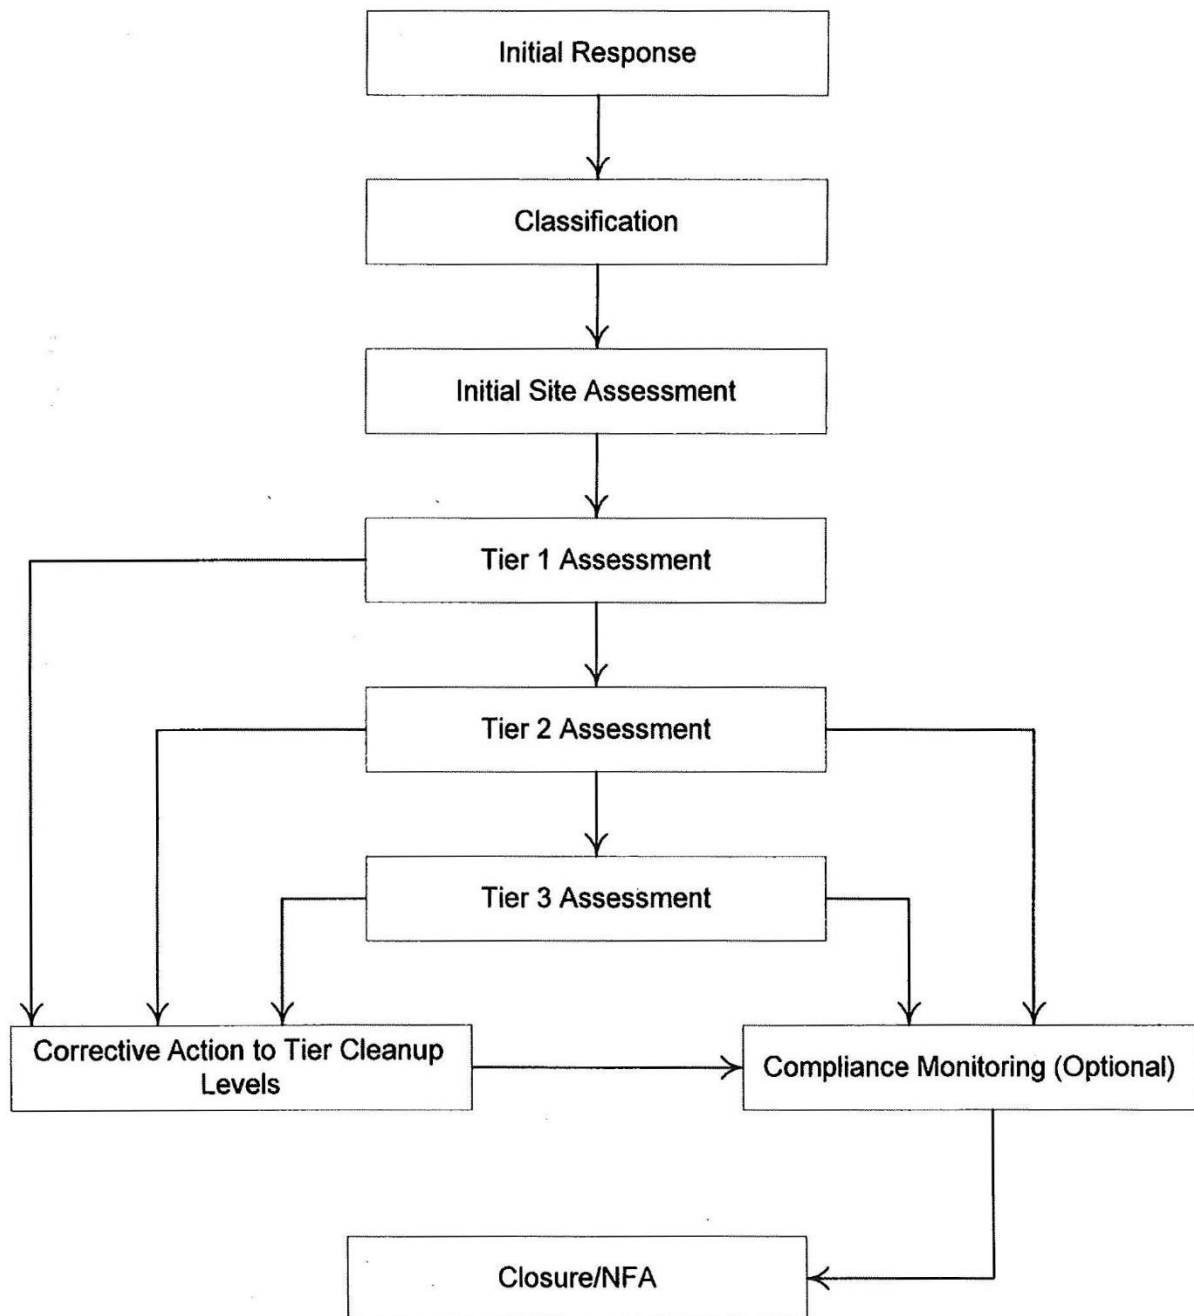 Initial Response
Classification
Initial Site Assessment
Tier 1 Assessment
Tier 2 Assessment
Tier 3 Assessment
Corrective Action to Tier Cleanup
Levels
Compliance Monitoring (Optional)
Closure/NFA